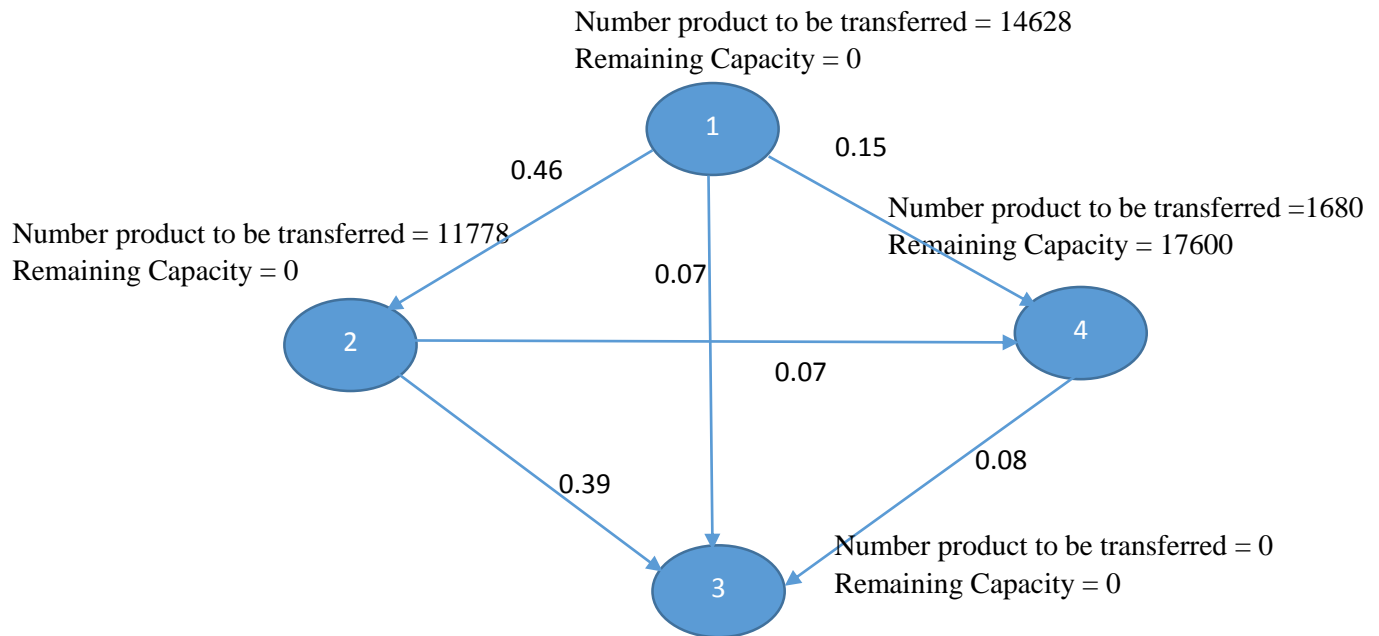 Number product to be transferred = 14628
Remaining Capacity = 0
1
0.15
0.46
Number product to be transferred =1680
Remaining Capacity = 17600
Number product to be transferred = 11778
Remaining Capacity = 0
0.07
4
2
0.07
0.08
0.39
Number product to be transferred = 0
Remaining Capacity = 0
3